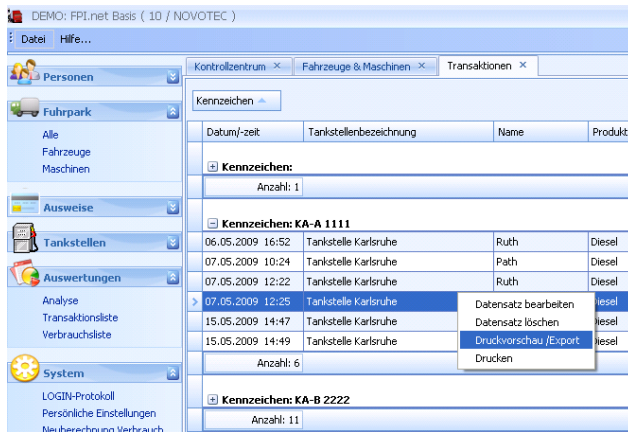 DEMO: FPI.net Basis ( 10 / NOVOTEC )
Datei Hilfe...
Personen
Fuhrpark
Alle
Fahrzeuge
Maschinen
Ausweise
Tankstellen
Auswertungen
Analyse
Transaktionsliste
Verbrauchsliste
System
LOGIN-Protokoll
Persönliche Einstellungen
Neuberechnung Verbrauch
Kontrollzentrum × Fahrzeuge & Maschinen × Transaktionen ×
Kennzeichen
Datum/-zeit Tankstellenbezeichnung Name Produkt
Kennzeichen:
Anzahl: 1
Kennzeichen: KA-A 1111
06.05.2009 16:52 Tankstelle Karlsruhe Ruth Diesel
07.05.2009 10:24 Tankstelle Karlsruhe Path Diesel
07.05.2009 12:22 Tankstelle Karlsruhe Ruth Diesel
07.05.2009 12:25 Tankstelle Karlsruhe Diesel
15.05.2009 14:47 Tankstelle Karlsruhe Diesel
15.05.2009 14:49 Tankstelle Karlsruhe Diesel
Anzahl: 6
Kennzeichen: KA-B 2222
Anzahl: 11
Datensatz bearbeiten
Datensatz löschen
Druckvorschau /Export
Drucken